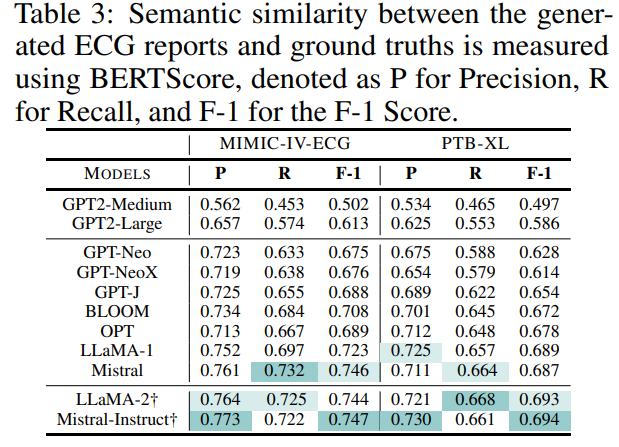 Table 3: Semantic similarity between the gener-
ated ECG reports and ground truths is measured
using BERTScore, denoted as P for Precision, R
for Recall, and F-1 for the F-1 Score.
MIMIC-IV-ECG PTB-XL
MODELS P R F-1 P R F-1
GPT2-Medium 0.562 0.453 0.502 0.534 0.465 0.497
GPT2-Large 0.657 0.574 0.613 0.625 0.553 0.586
GPT-Neo 0.723 0.633 0.675 0.675 0.588 0.628
GPT-NeoX 0.719 0.638 0.676 0.654 0.579 0.614
GPT-J 0.725 0.655 0.688 0.689 0.622 0.654
BLOOM 0.734 0.684 0.708 0.701 0.645 0.672
OPT 0.713 0.667 0.689 0.712 0.648 0.678
LLaMA-1 0.752 0.697 0.723 0.725 0.657 0.689
Mistral 0.761 0.732 0.746 0.711 0.664 0.687
LLaMA-2† 0.764 0.725 0.744 0.721 0.668 0.693
Mistral-Instruct† 0.773 0.722 0.747 0.730 0.661 0.694